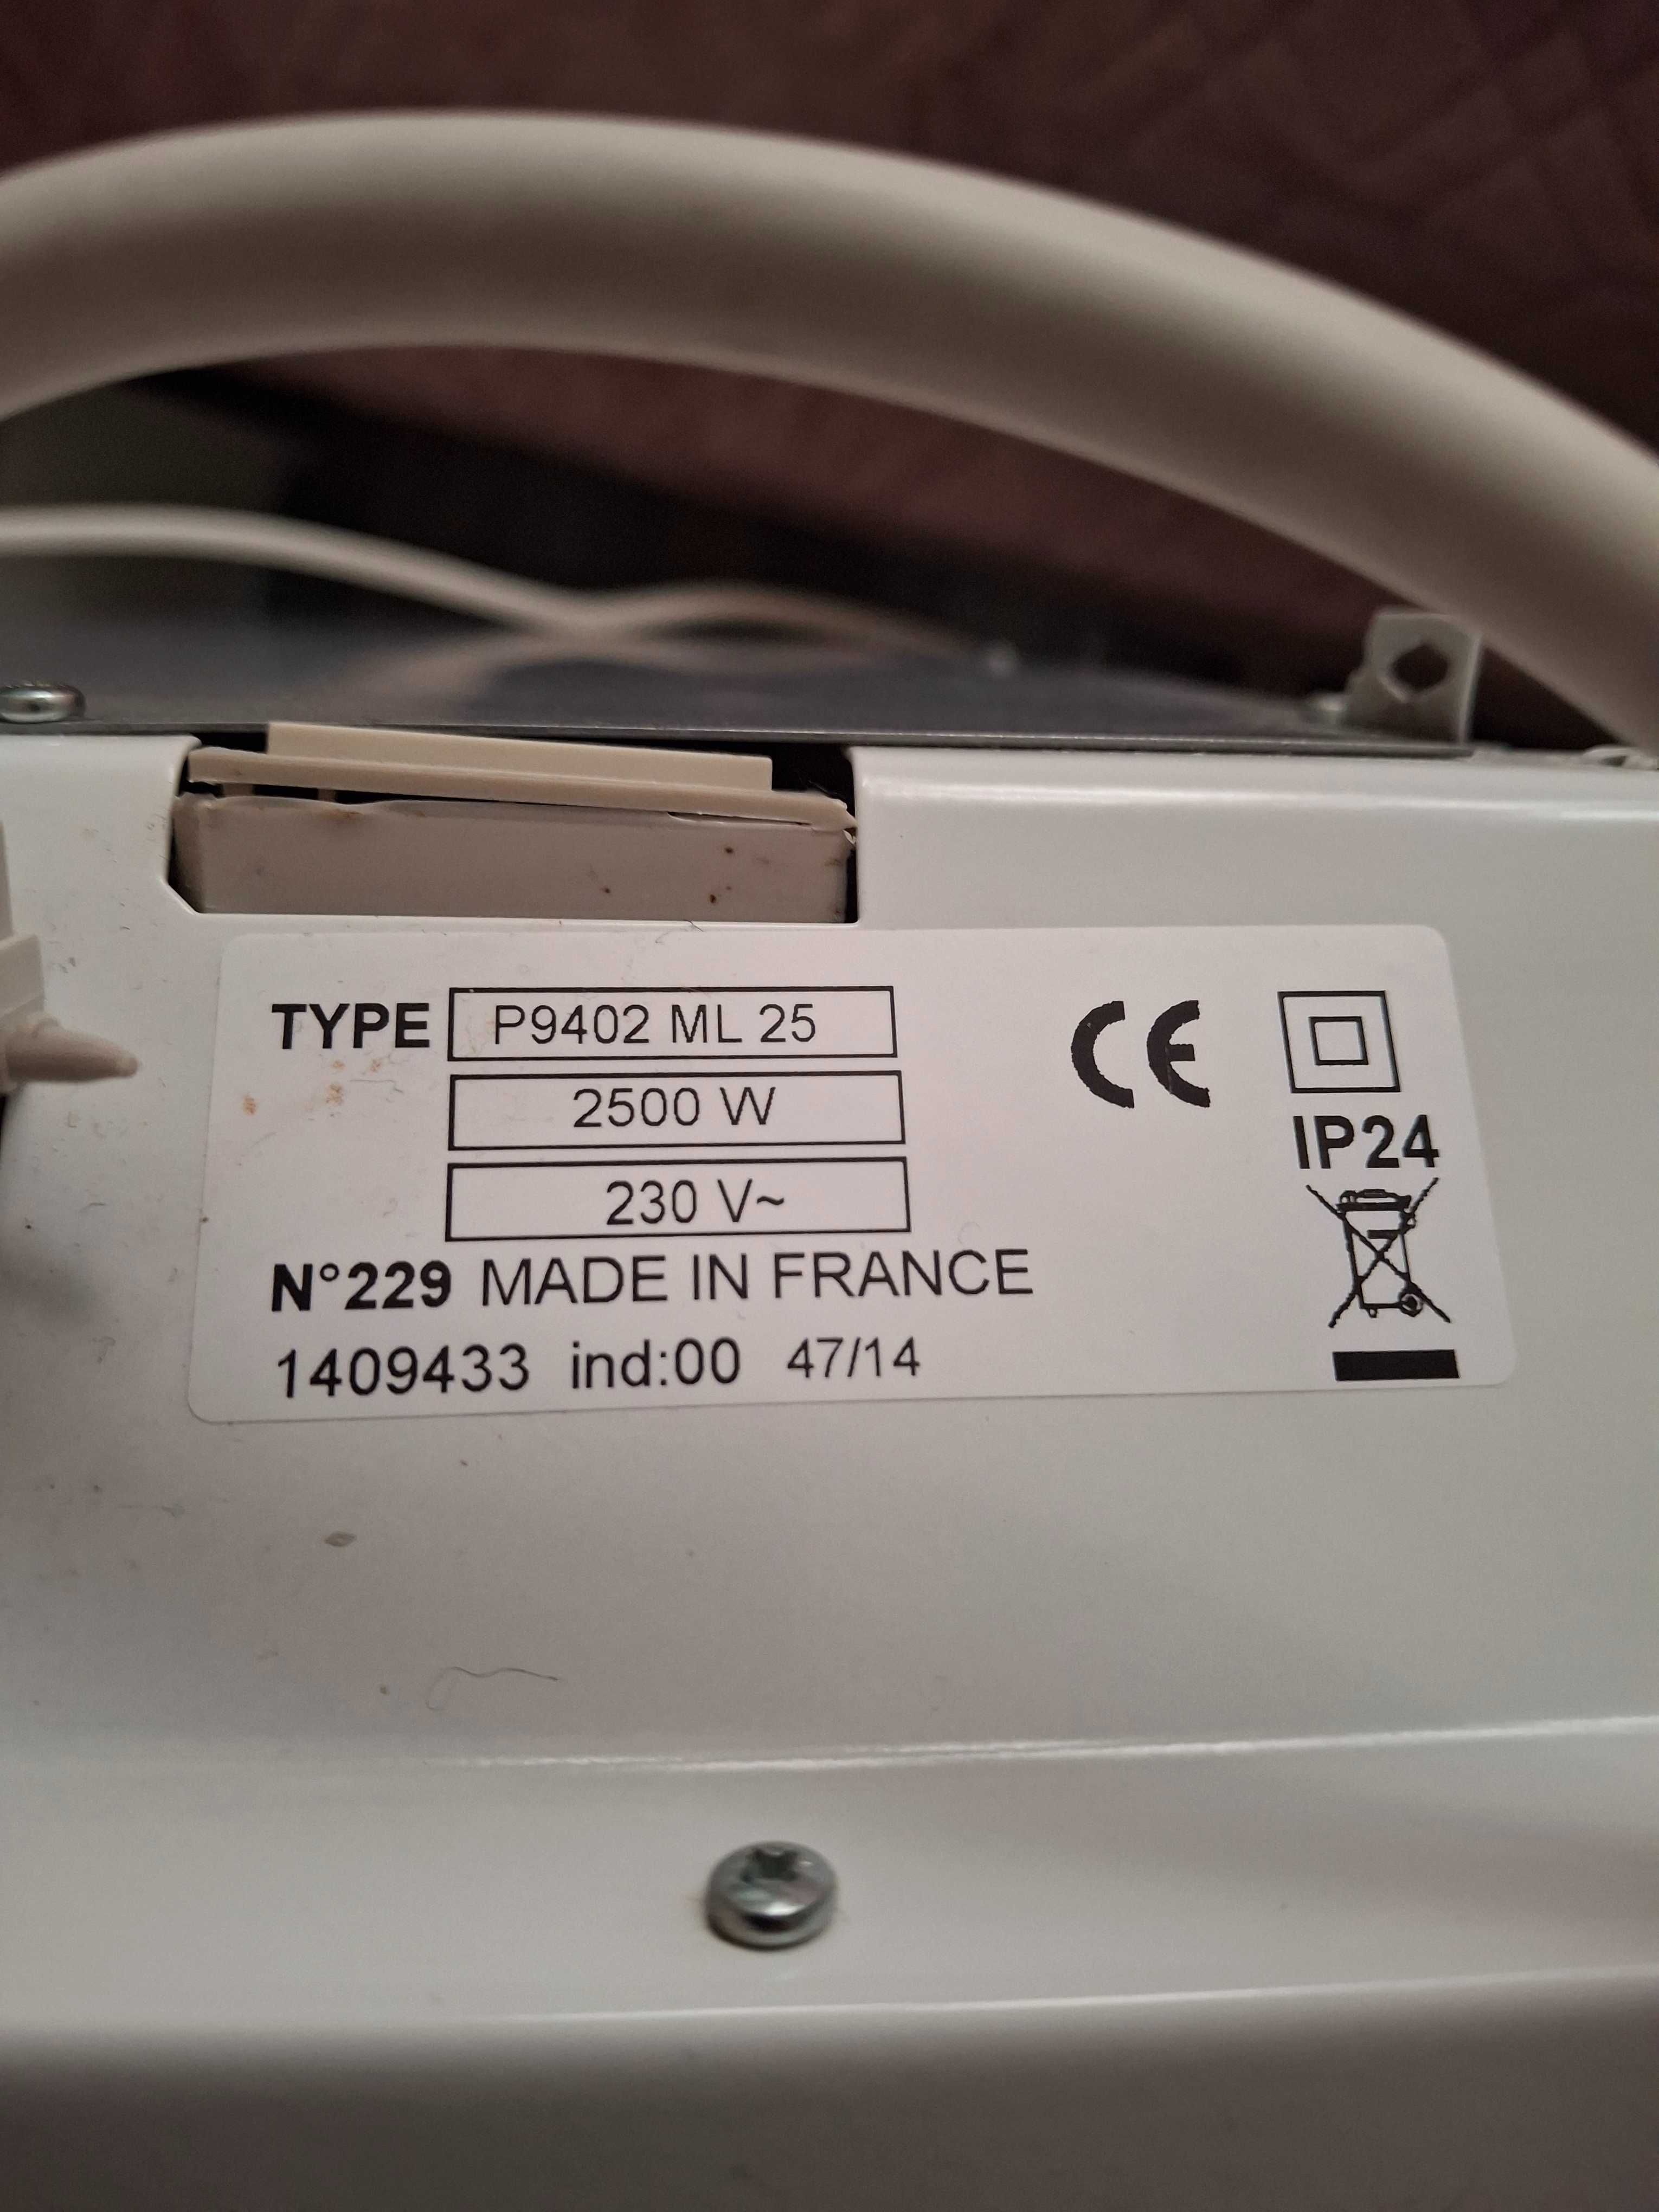 TYPE P9402 ML 25
2500 W
230 V~
N°229 MADE IN FRANCE
1409433 ind:00 47/14
CE
IP24